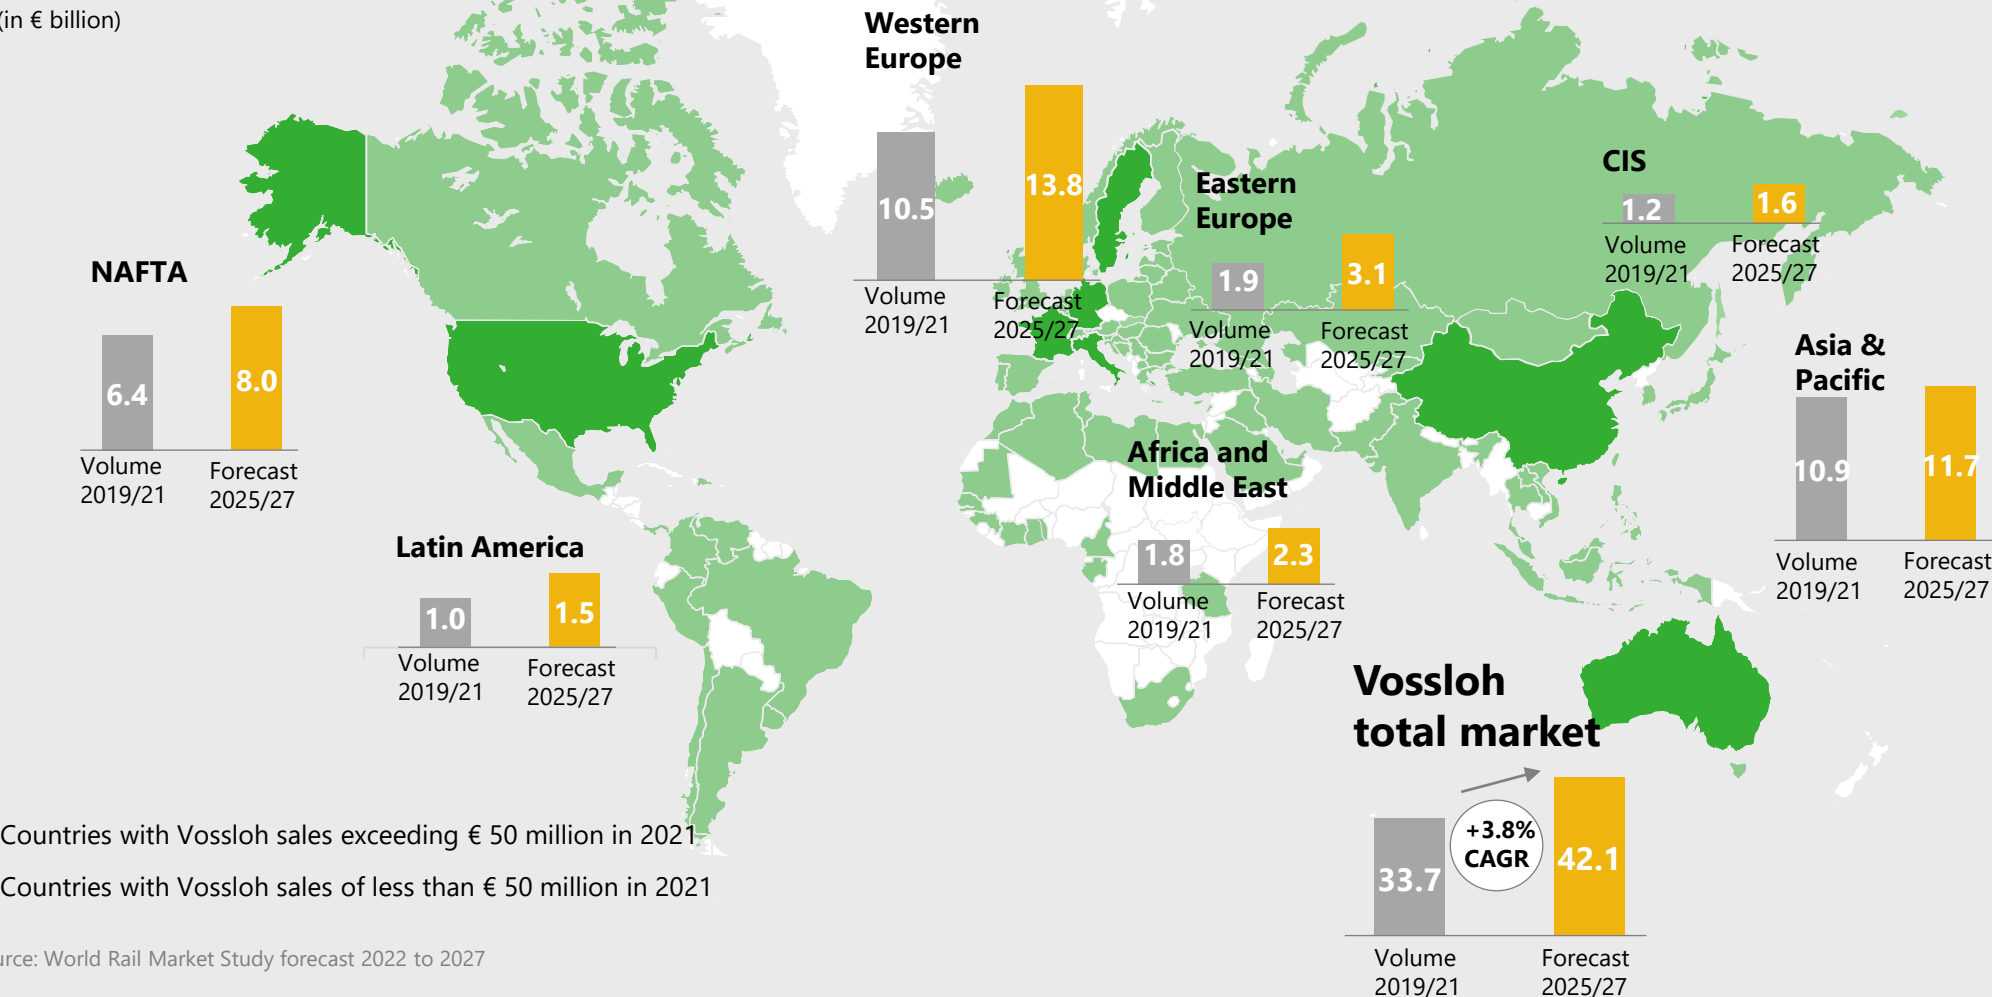 (in € billion)
Western
Europe
10.5
13.8
Volume
2019/21
Forecast
2025/27
Eastern
Europe
1.9
3.1
Volume
2019/21
Forecast
2025/27
CIS
1.2
1.6
Volume
2019/21
Forecast
2025/27
NAFTA
6.4
8.0
Volume
2019/21
Forecast
2025/27
Asia &
Pacific
10.9
11.7
Volume
2019/21
Forecast
2025/27
Africa and
Middle East
1.8
2.3
Volume
2019/21
Forecast
2025/27
Latin America
1.0
1.5
Volume
2019/21
Forecast
2025/27
Vossloh
total market
+3.8%
CAGR
33.7
42.1
Volume
2019/21
Forecast
2025/27
Countries with Vossloh sales exceeding € 50 million in 2021
Countries with Vossloh sales of less than € 50 million in 2021
urce: World Rail Market Study forecast 2022 to 2027